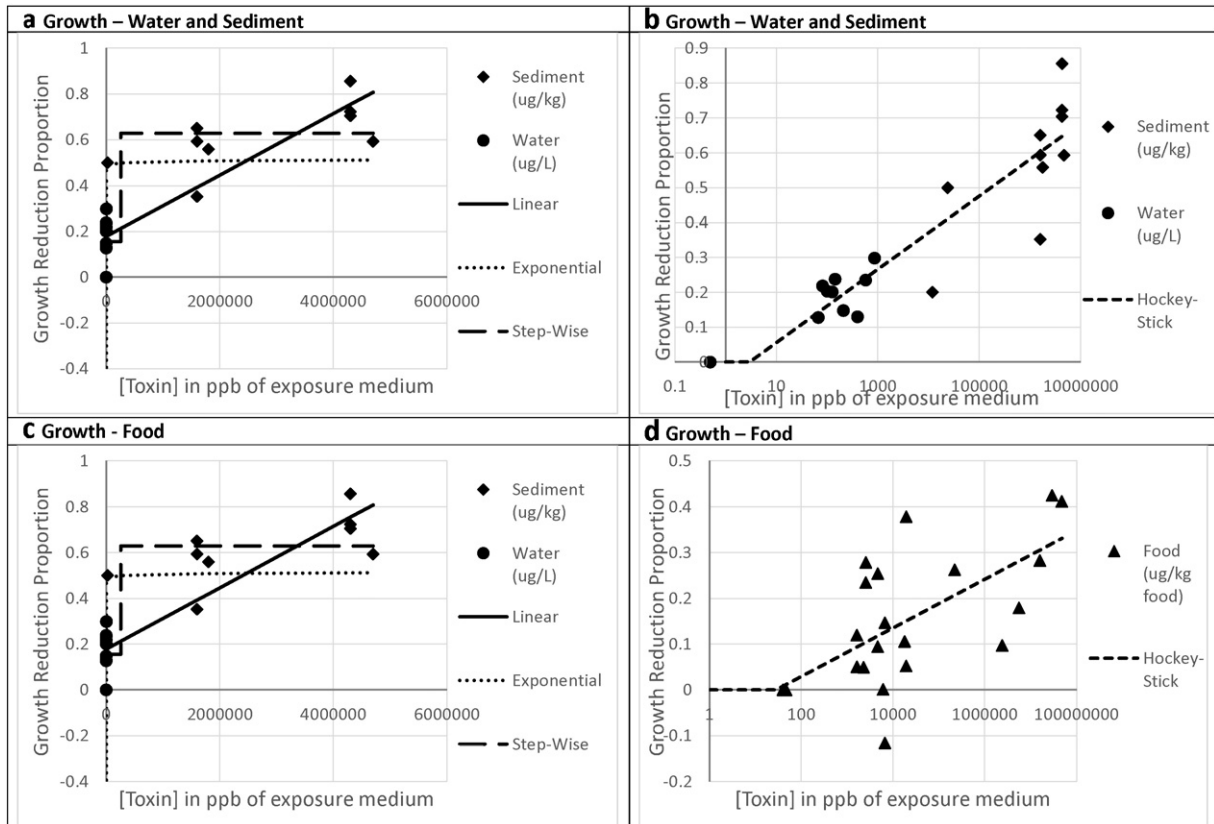 a Growth – Water and Sediment
1
0.8
0.6
0.4
0.2
0
-0.2
-0.4
0
2000000
4000000
6000000
Growth Reduction Proportion
[Toxin] in ppb of exposure medium
Sediment
(ug/kg)
Water
(ug/L)
Linear
Exponential
Step-Wise
b Growth – Water and Sediment
0.9
0.8
0.7
0.6
0.5
0.4
0.3
0.2
0.1
0
0.1
10
1000
100000
10000000
Growth Reduction Proportion
[Toxin] in ppb of exposure medium
Sediment
(ug/kg)
Water
(ug/L)
Hockey-
Stick
c Growth - Food
1
0.8
0.6
0.4
0.2
0
-0.2
-0.4
0
2000000
4000000
6000000
Growth Reduction Proportion
[Toxin] in ppb of exposure medium
Sediment
(ug/kg)
Water
(ug/L)
Linear
Exponential
Step-Wise
d Growth – Food
0.5
0.4
0.3
0.2
0.1
0
-0.1
-0.2
1
100
10000
1000000
100000000
Growth Reduction Proportion
[Toxin] in ppb of exposure medium
Food
(ug/kg
food)
Hockey-
Stick